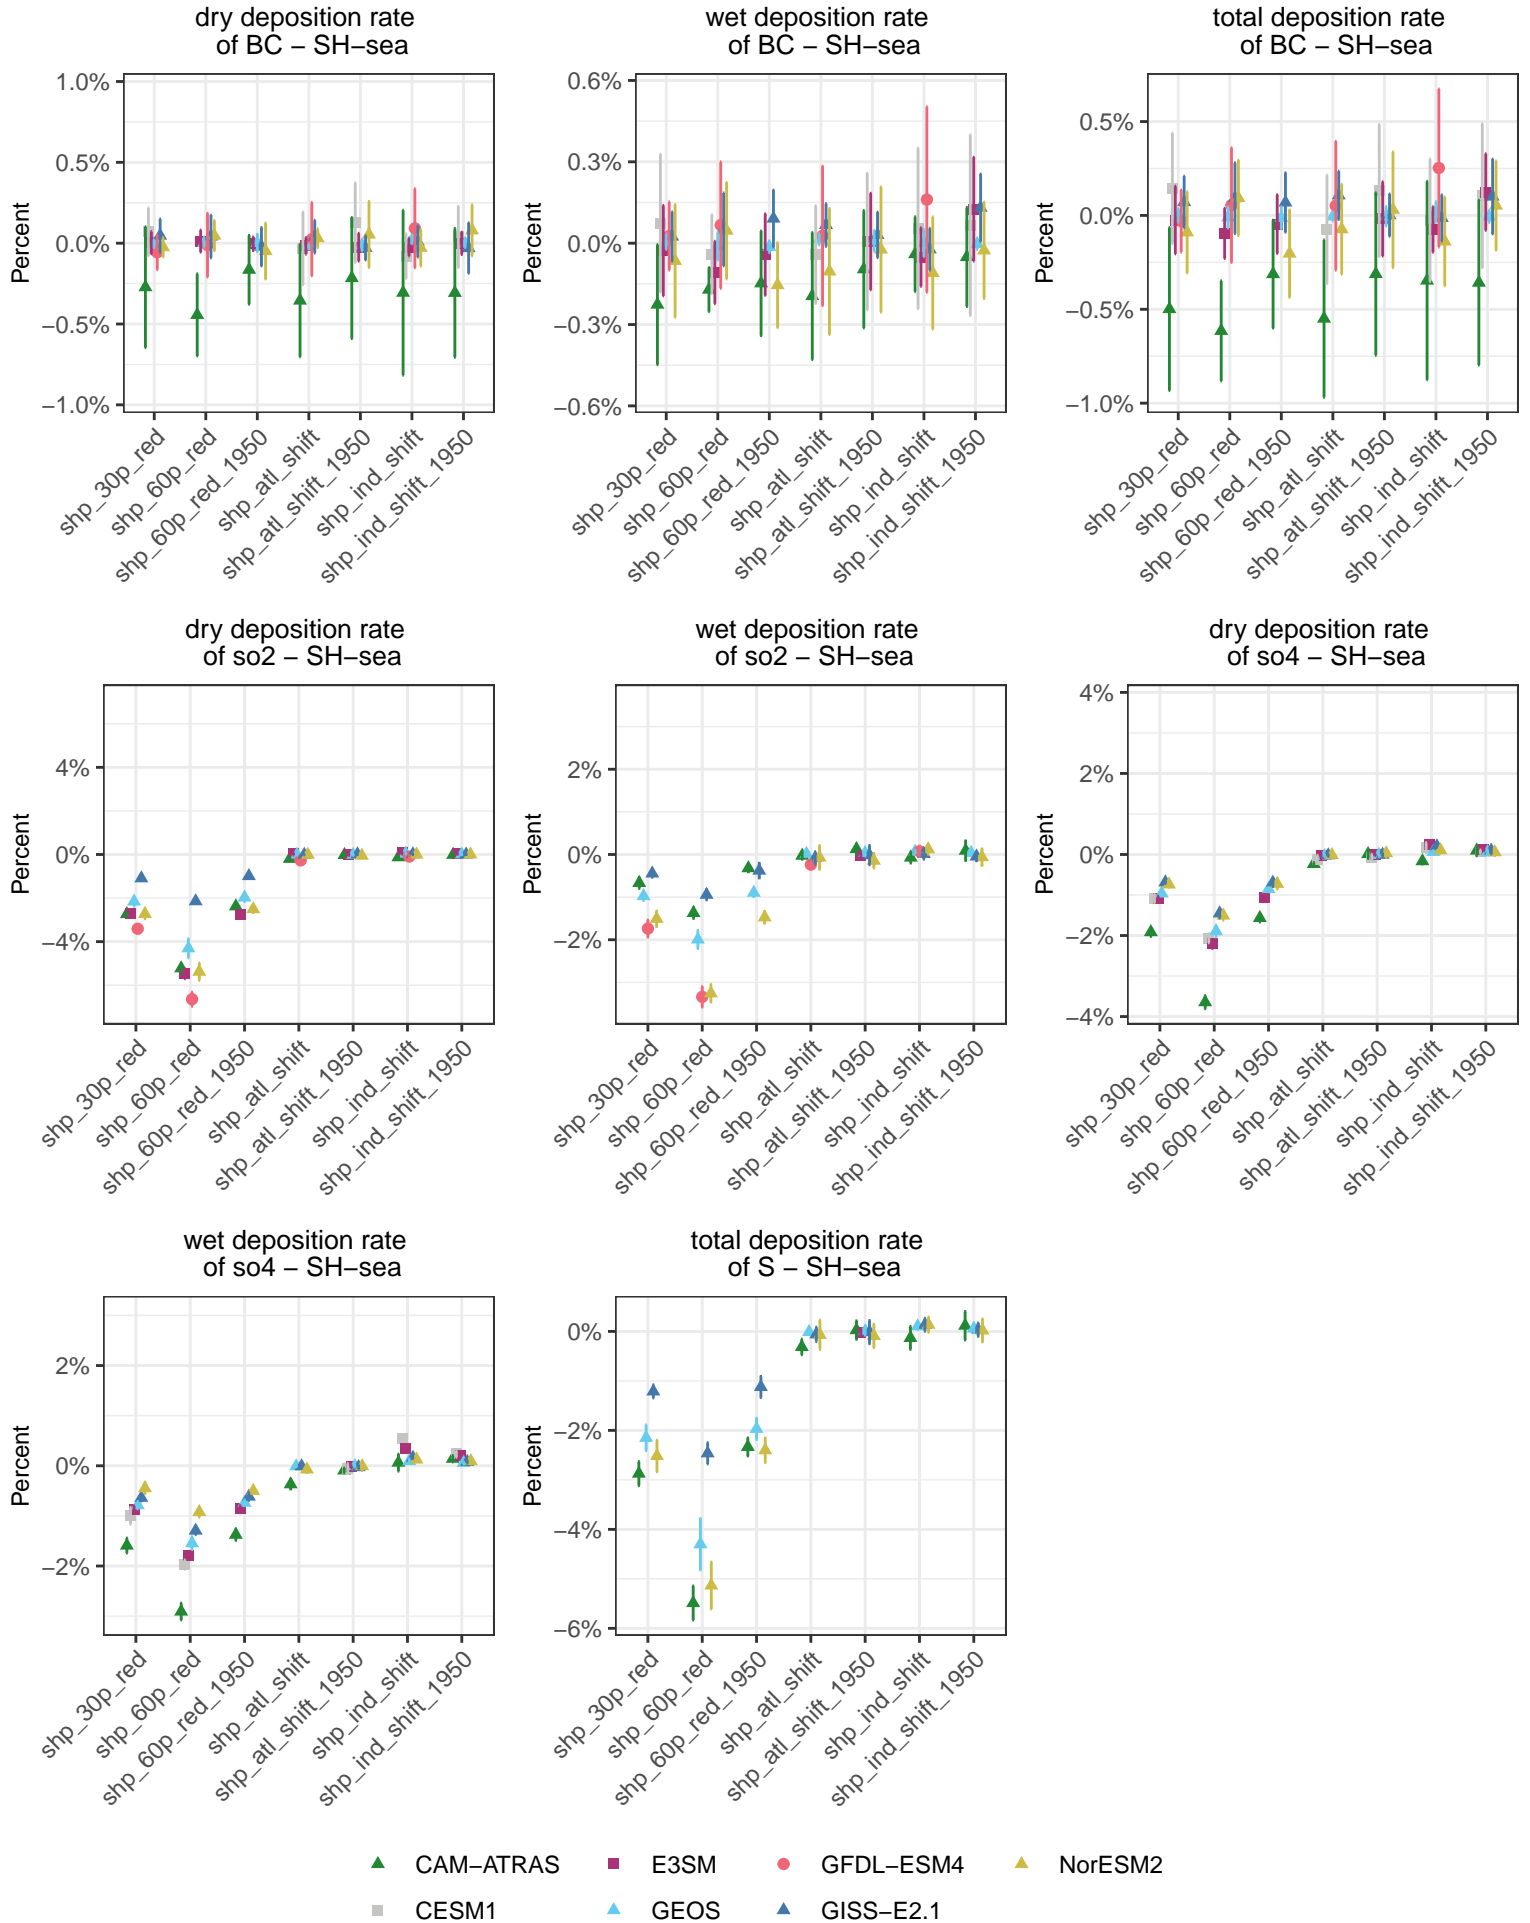 dry deposition rate
of BC − SH−sea
wet deposition rate
of BC − SH−sea
total deposition rate
of BC − SH−sea
Percent
1.0%
0.5%
0.0%
−0.5%
−1.0%
shp_30p_red
shp_60p_red
shp_60p_red_1950
shp_atl_shift
shp_atl_shift_1950
shp_ind_shift
shp_ind_shift_1950
Percent
0.6%
0.3%
0.0%
−0.3%
−0.6%
shp_30p_red
shp_60p_red
shp_60p_red_1950
shp_atl_shift
shp_atl_shift_1950
shp_ind_shift
shp_ind_shift_1950
Percent
0.5%
0.0%
−0.5%
−1.0%
shp_30p_red
shp_60p_red
shp_60p_red_1950
shp_atl_shift
shp_atl_shift_1950
shp_ind_shift
shp_ind_shift_1950
dry deposition rate
of so2 − SH−sea
wet deposition rate
of so2 − SH−sea
dry deposition rate
of so4 − SH−sea
Percent
4%
0%
−4%
shp_30p_red
shp_60p_red
shp_60p_red_1950
shp_atl_shift
shp_atl_shift_1950
shp_ind_shift
shp_ind_shift_1950
Percent
2%
0%
−2%
shp_30p_red
shp_60p_red
shp_60p_red_1950
shp_atl_shift
shp_atl_shift_1950
shp_ind_shift
shp_ind_shift_1950
Percent
4%
2%
0%
−2%
−4%
shp_30p_red
shp_60p_red
shp_60p_red_1950
shp_atl_shift
shp_atl_shift_1950
shp_ind_shift
shp_ind_shift_1950
wet deposition rate
of so4 − SH−sea
total deposition rate
of S − SH−sea
Percent
2%
0%
−2%
shp_30p_red
shp_60p_red
shp_60p_red_1950
shp_atl_shift
shp_atl_shift_1950
shp_ind_shift
shp_ind_shift_1950
Percent
0%
−2%
−4%
−6%
shp_30p_red
shp_60p_red
shp_60p_red_1950
shp_atl_shift
shp_atl_shift_1950
shp_ind_shift
shp_ind_shift_1950
CAM−ATRAS
E3SM
GFDL−ESM4
NorESM2
CESM1
GEOS
GISS−E2.1